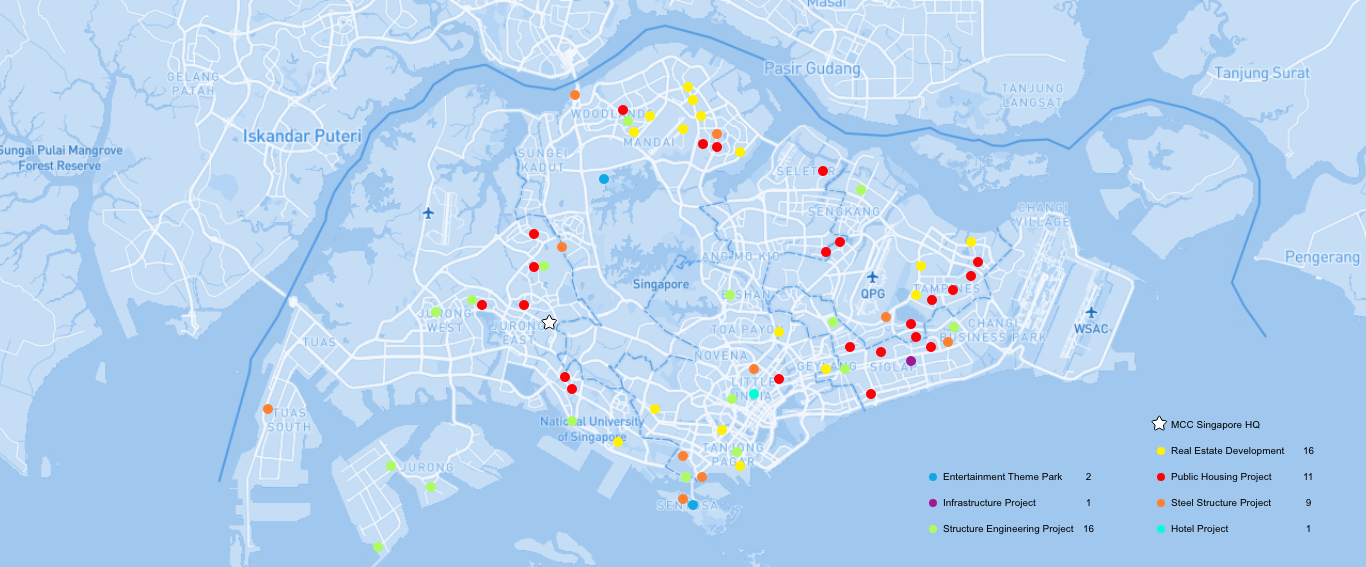 Masai
Pasir Gudang
Tanjung Surat
GELANG
PATAH
TANJUNG
LANGSAT
WOODLANDS
Iskandar Puteri
MANDAI
Sungai Pulai Mangrove
Forest Reserve
SUNGEI
KADUT
SELETAR
SENGKANG
CHANGI
VILLAGE
ANG MO KIO
Pengerang
Singapore
QPG
TAMPINES
BISHAN
JURONG
WEST
JURONG
EAST
TOA PAYOH
CHANGI
BUSINESS PARK
WSAC
TUAS
NOVENA
GEYLANG
SIGLAP
LITTLE
INDIA
TUAS
SOUTH
National University
of Singapore
TANJONG
PAGAR
JURONG
SENTOSA
MCC Singapore HQ
Real Estate Development 16
Entertainment Theme Park 2
Public Housing Project 11
Infrastructure Project 1
Steel Structure Project 9
Structure Engineering Project 16
Hotel Project 1